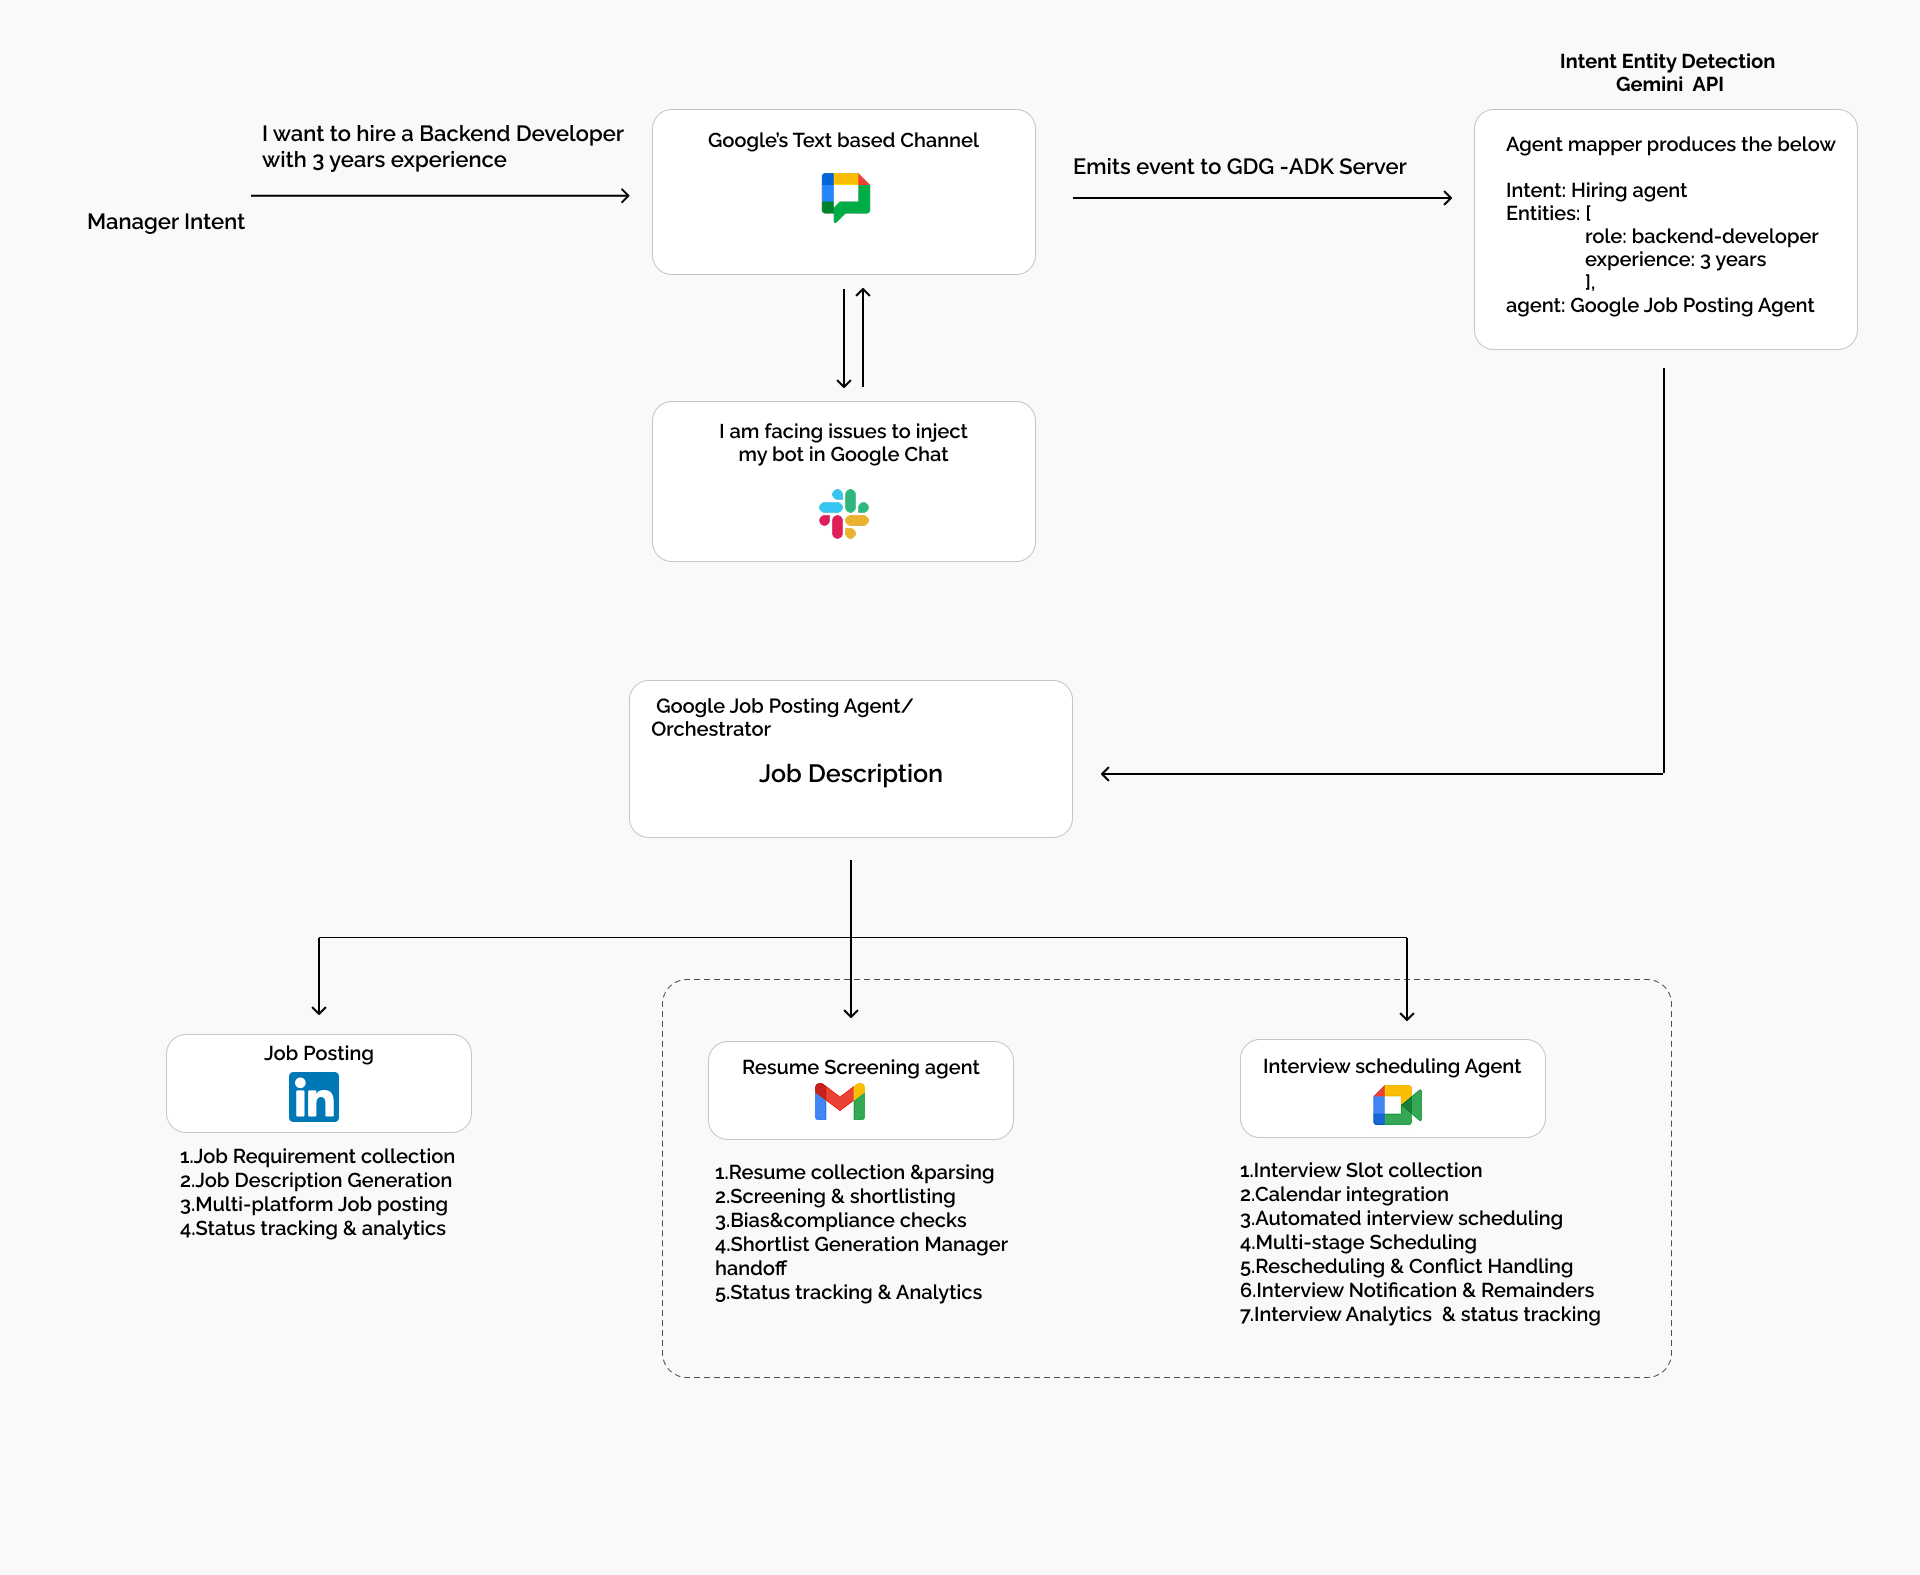 Intent Entity Detection
Gemini  API
I want to hire a Backend Developer
with 3 years experience
Manager Intent
Google's Text based Channel
Emits event to GDG -ADK Server
Agent mapper produces the below
Intent: Hiring agent
Entities: [
role: backend-developer
experience: 3 years
],
agent: Google Job Posting Agent
I am facing issues to inject
my bot in Google Chat
Google Job Posting Agent/
Orchestrator
Job Description
Job Posting
in
1.Job Requirement collection
2.Job Description Generation
3.Multi-platform Job posting
4.Status tracking & analytics
Resume Screening agent
1.Resume collection &parsing
2.Screening & shortlisting
3.Bias&compliance checks
4.Shortlist Generation Manager
handoff
5.Status tracking & Analytics
Interview scheduling Agent
1.Interview Slot collection
2.Calendar integration
3.Automated interview scheduling
4.Multi-stage Scheduling
5.Rescheduling & Conflict Handling
6.Interview Notification & Remainders
7.Interview Analytics  & status tracking